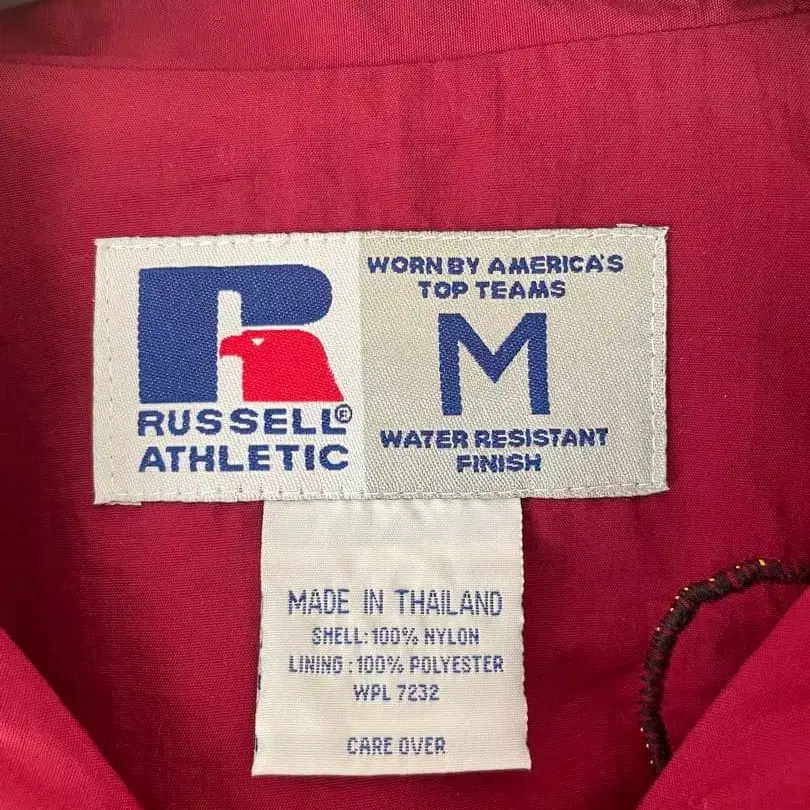 RUSSELL®
ATHLETIC
WORN BY AMERICA'S
TOP TEAMS
M
WATER RESISTANT
FINISH
MADE IN THAILAND
SHELL: 100% NYLON
LINING : 100% POLYESTER
WPL 7232
CARE OVER